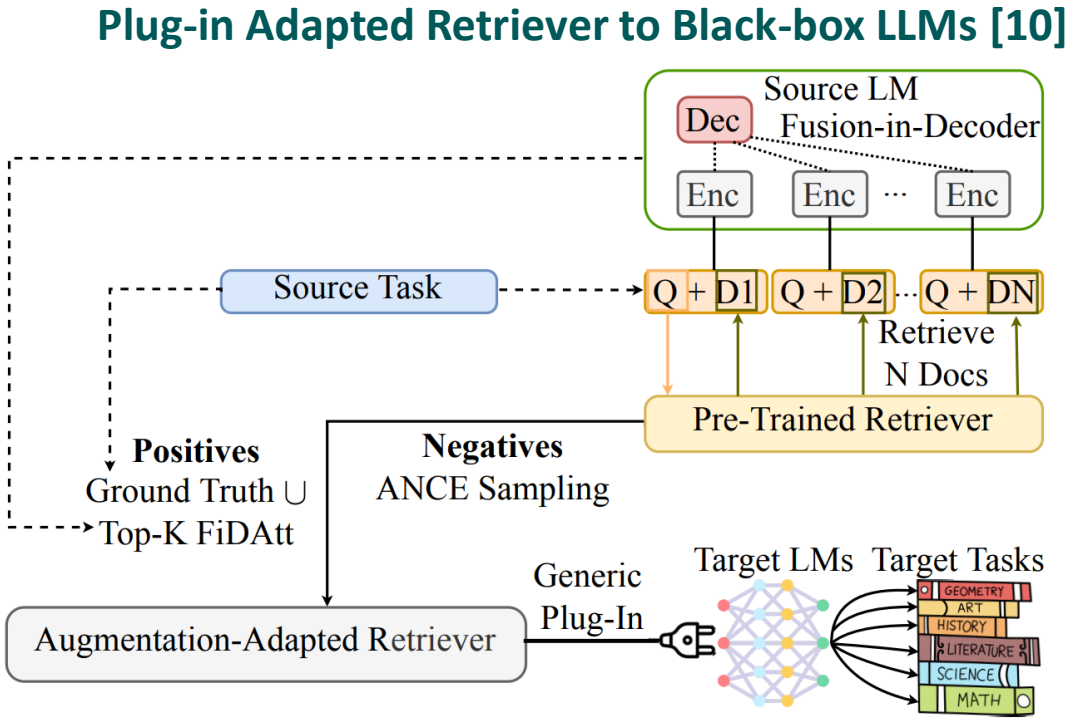 Plug-in Adapted Retriever to Black-box LLMs [10]
Source LM
Fusion-in-Decoder
Dec
Enc
Enc
...
Enc
Source Task
Q + D1
Q + D2
...
Q + DN
Retrieve
N Docs
Pre-Trained Retriever
Positives
Ground Truth ∪
Top-K FiDAtt
Negatives
ANCE Sampling
Augmentation-Adapted Retriever
Generic
Plug-In
Target LMs
Target Tasks
GEOMETRY
ART
HISTORY
LITERATURE
SCIENCE
MATH